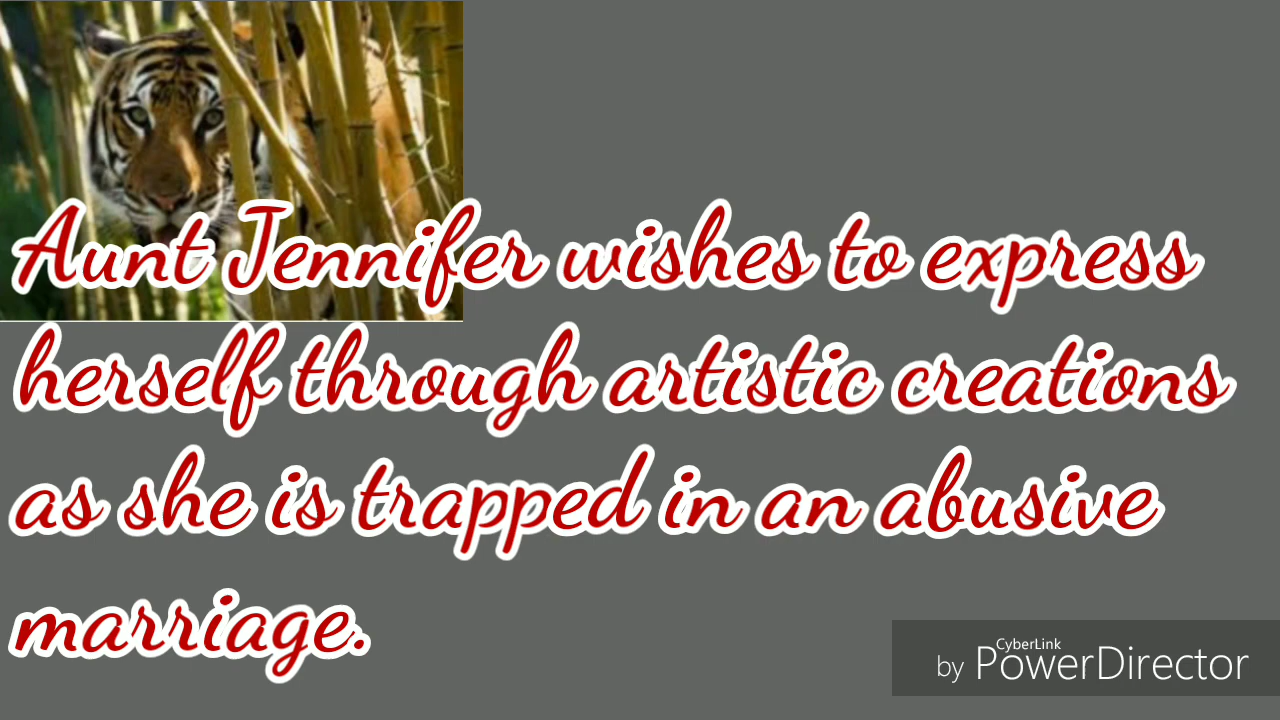 Aunt Jennifer wishes to express
herself through artistic creations
as she is trapped in an abusive
marriage.
CyberLink
by PowerDirector